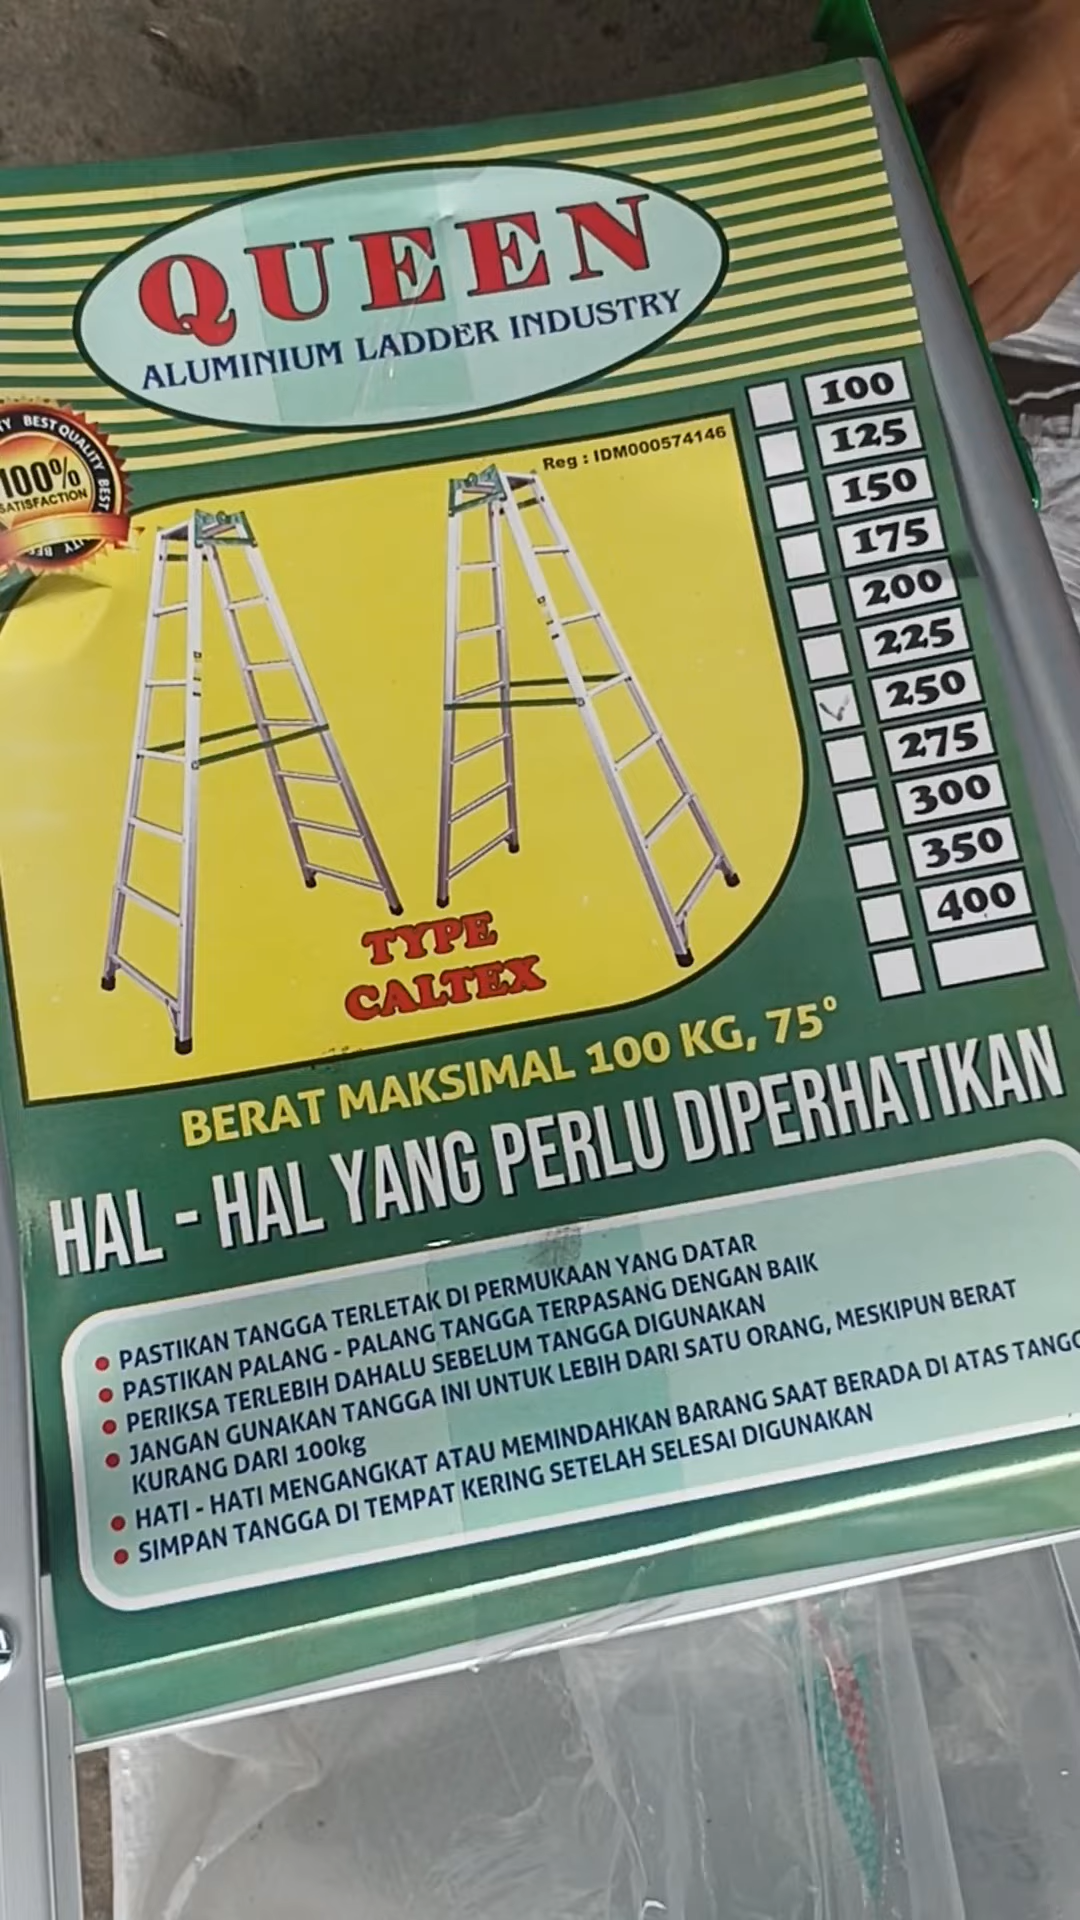 QUEEN
ALUMINIUM LADDER INDUSTRY
BEST QUALITY BEST
100%
SATISFACTION
Reg : IDM000574146
100
125
150
175
200
225
250
275
300
350
400
TYPE
CALTEX
BERAT MAKSIMAL 100 KG, 75°
HAL - HAL YANG PERLU DIPERHATIKAN
• PASTIKAN TANGGA TERLETAK DI PERMUKAAN YANG DATAR
• PASTIKAN PALANG - PALANG TANGGA TERPASANG DENGAN BAIK
• PERIKSA TERLEBIH DAHALU SEBELUM TANGGA DIGUNAKAN
• JANGAN GUNAKAN TANGGA INI UNTUK LEBIH DARI SATU ORANG, MESKIPUN BERAT
KURANG DARI 100kg
• HATI - HATI MENGANGKAT ATAU MEMINDAHKAN BARANG SAAT BERADA DI ATAS TANGG
• SIMPAN TANGGA DI TEMPAT KERING SETELAH SELESAI DIGUNAKAN